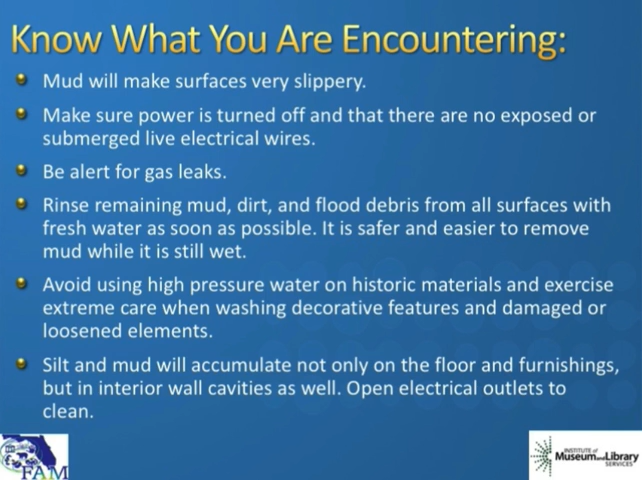 Know What You Are Encountering:
Mud will make surfaces very slippery.
Make sure power is turned off and that there are no exposed or
submerged live electrical wires.
Be alert for gas leaks.
Rinse remaining mud, dirt, and flood debris from all surfaces with
fresh water as soon as possible. It is safer and easier to remove
mud while it is still wet.
Avoid using high pressure water on historic materials and exercise
extreme care when washing decorative features and damaged or
loosened elements.
Silt and mud will accumulate not only on the floor and furnishings,
but in interior wall cavities as well. Open electrical outlets to
clean.
FAM
INSTITUTE of
Museum and Library
SERVICES